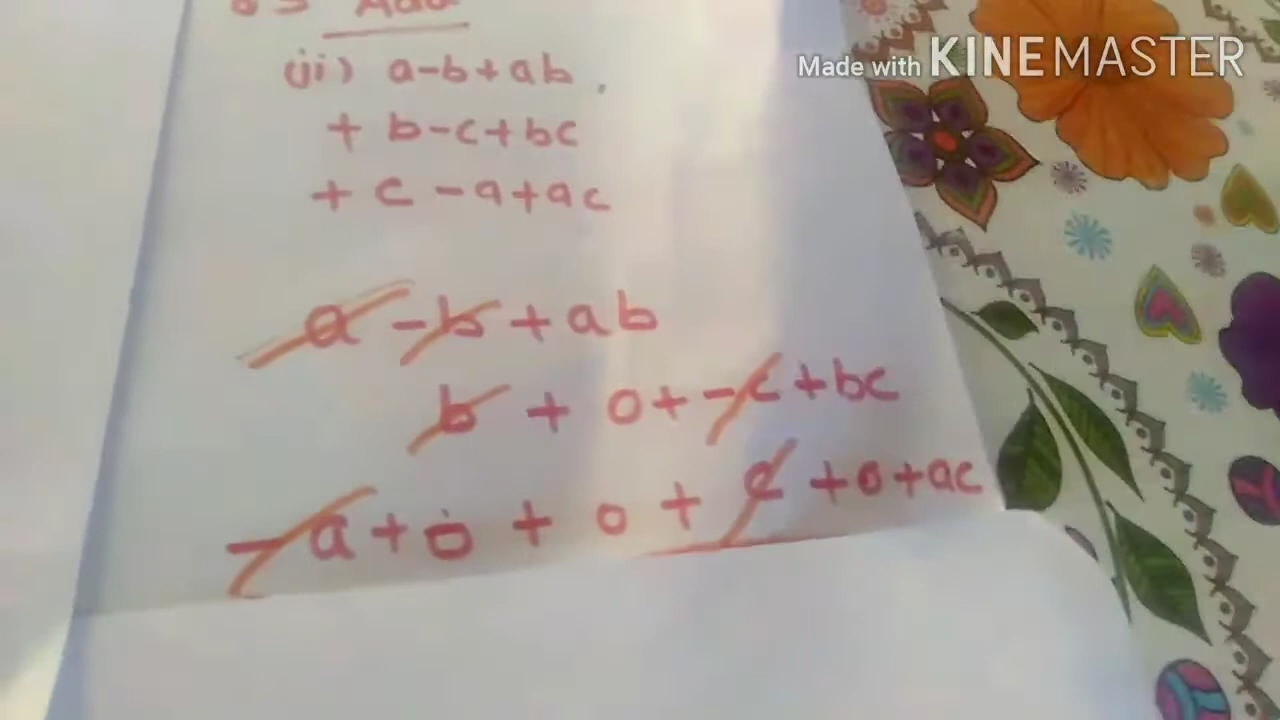 Made with KINEMASTER
(ii) a-b+ab,
+ b-c+bc
+ c-a+ac
a -b + ab
b + 0 + -c + bc
-a + 0 + 0 + c + 0 + ac